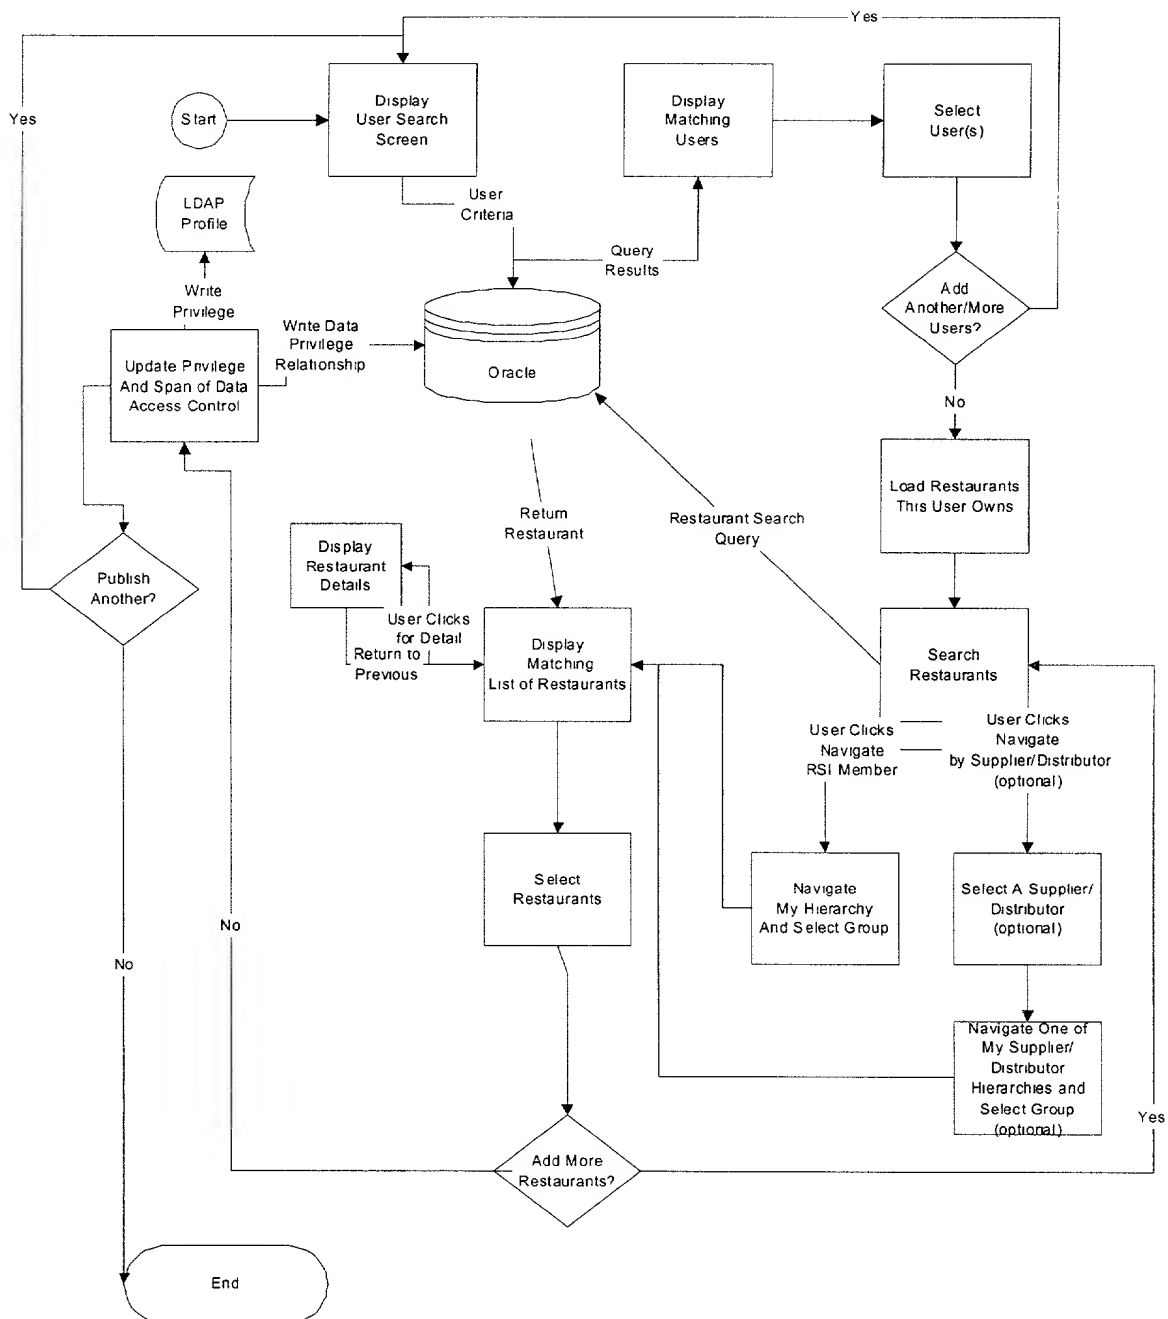 Yes
Yes
Start
Display
User Search
Screen
Display
Matching
Users
Select
User(s)
LDAP
Profile
User
Criteria
Query
Results
Write
Privilege
Write Data
Privilege
Relationship
Add
Another/More
Users?
Update Privilege
And Span of Data
Access Control
Oracle
No
Load Restaurants
This User Owns
Return
Restaurant
Restaurant Search
Query
Display
Restaurant
Details
Publish
Another?
User Clicks
for Detail
Return to
Previous
Display
Matching
List of Restaurants
Search
Restaurants
User Clicks
Navigate
RSI Member
User Clicks
Navigate
by Supplier/Distributor
(optional)
Select
Restaurants
Navigate
My Hierarchy
And Select Group
Select A Supplier/
Distributor
(optional)
No
No
Navigate One of
My Supplier/
Distributor
Hierarchies and
Select Group
(optional)
Yes
Add More
Restaurants?
End